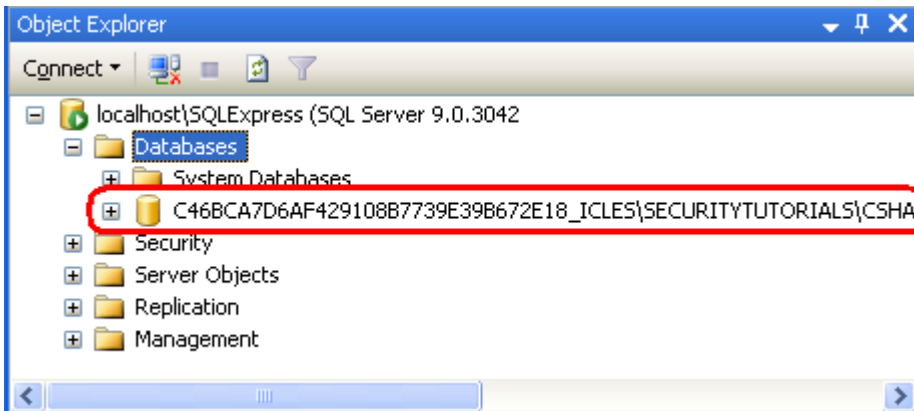 Object Explorer
Connect
localhost\SQLExpress (SQL Server 9.0.3042
Databases
System Databases
C46BCA7D6AF429108B7739E39B672E18_ICLES\SECURITYTUTORIALS\CSHA
Security
Server Objects
Replication
Management